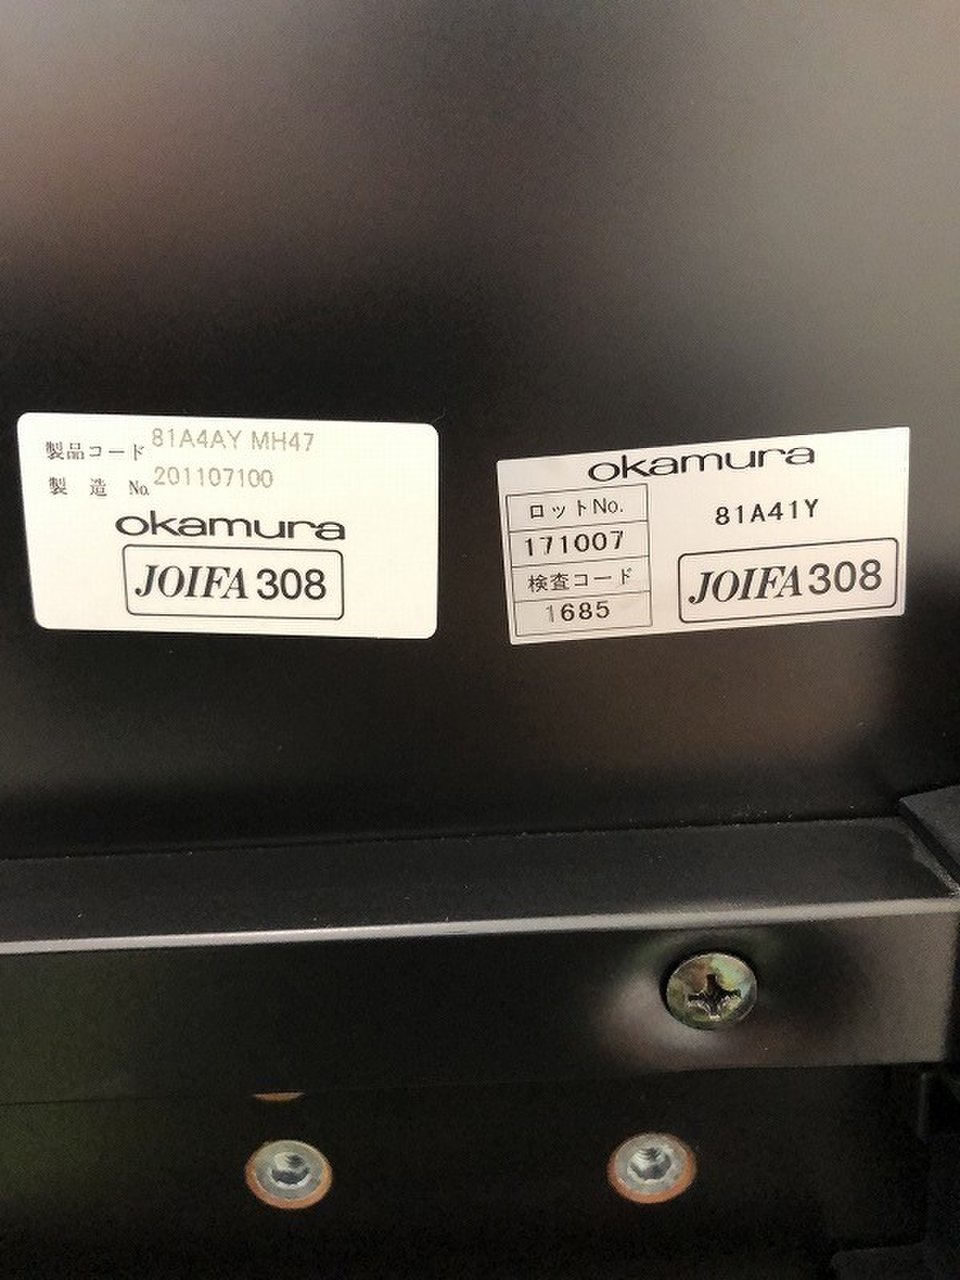 製品コード 81A4AY MH47
製 造 No. 201107100
okamura
JOIFA 308
okamura
ロットNo.
171007
検査コード
1685
81A41Y
JOIFA 308